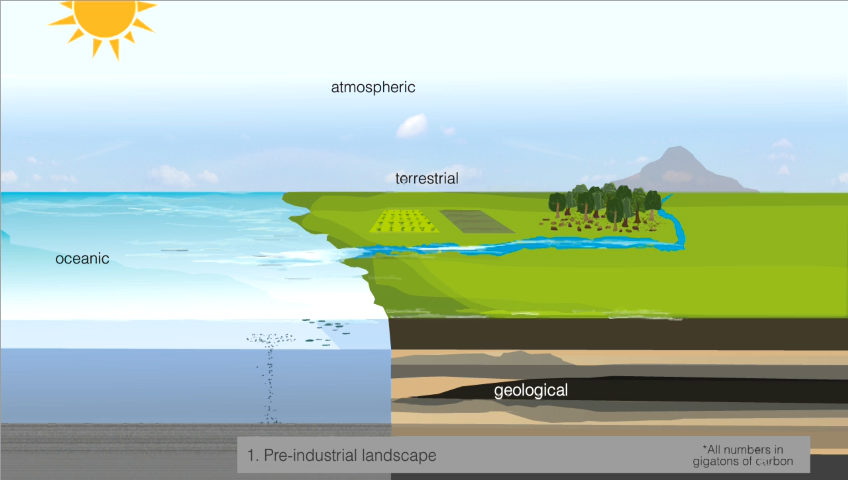 atmospheric
terrestrial
oceanic
geological
1. Pre-industrial landscape
*All numbers in
gigatons of carbon